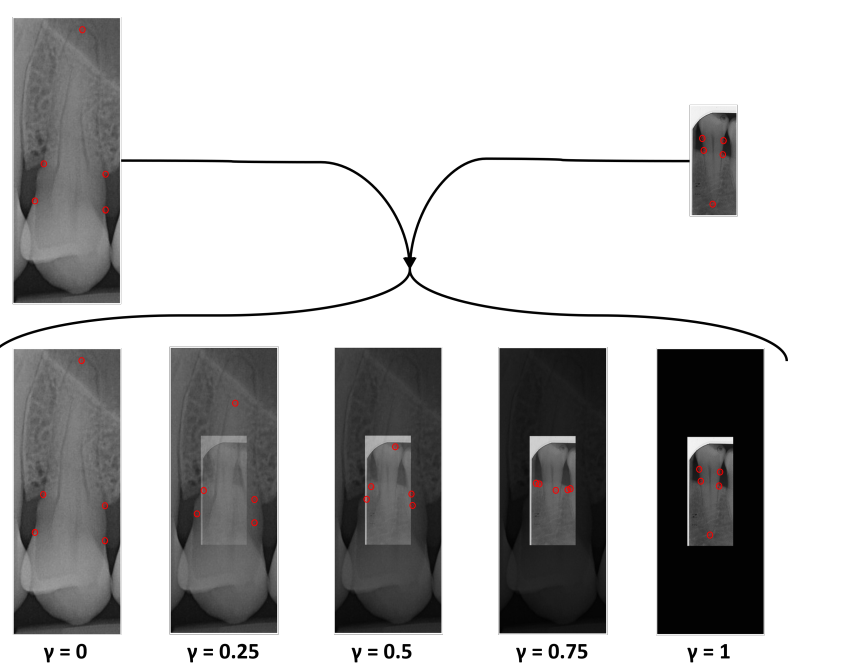 γ = 0 γ = 0.25 γ = 0.5 γ = 0.75 γ = 1